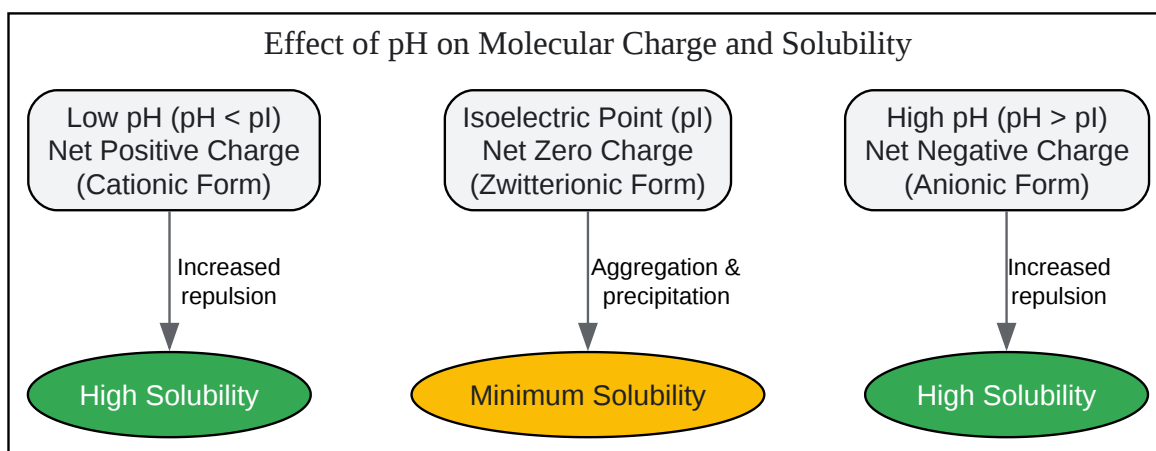 Effect of pH on Molecular Charge and Solubility
Low pH (pH < pI)
Net Positive Charge
(Cationic Form)
Isoelectric Point (pI)
Net Zero Charge
(Zwitterionic Form)
High pH (pH > pI)
Net Negative Charge
(Anionic Form)
Increased
repulsion
Aggregation &
precipitation
Increased
repulsion
High Solubility
Minimum Solubility
High Solubility